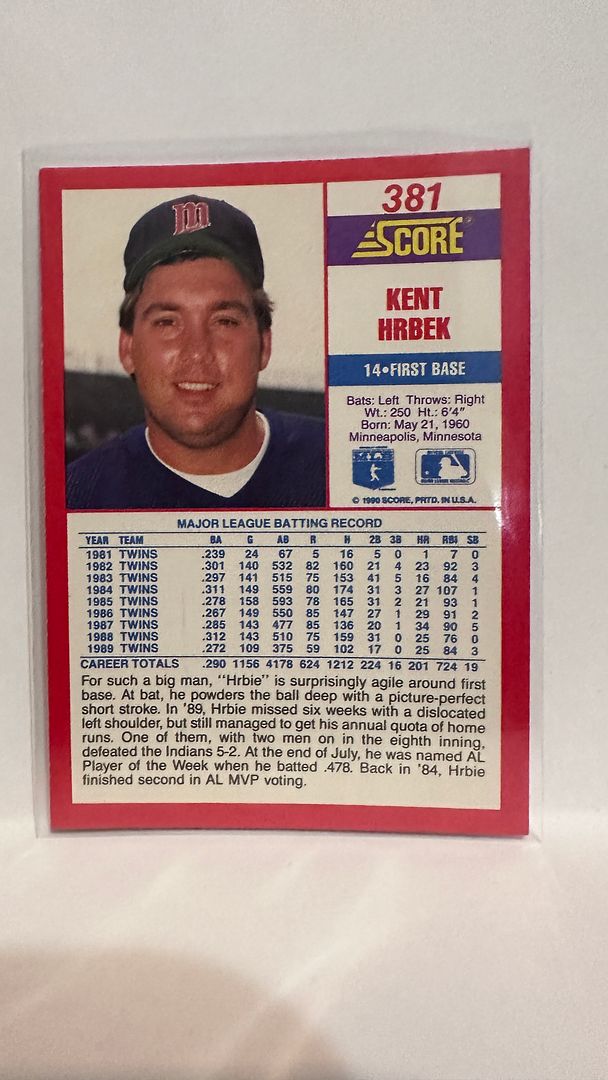 m
381
SCORE
KENT
HRBEK
14•FIRST BASE
Bats: Left Throws: Right
Wt.: 250 Ht.: 6'4"
Born: May 21, 1960
Minneapolis, Minnesota
© 1990 SCORE, PRTD. IN U.S.A.
MAJOR LEAGUE BATTING RECORD
YEAR TEAM BA G AB R H 2B 3B HR RBI SB
1981 TWINS .239 24 67 5 16 5 0 1 7 0
1982 TWINS .301 140 532 82 160 21 4 23 92 3
1983 TWINS .297 141 515 75 153 41 5 16 84 4
1984 TWINS .311 149 559 80 174 31 3 27 107 1
1985 TWINS .278 158 593 78 165 31 2 21 93 1
1986 TWINS .267 149 550 85 147 27 1 29 91 2
1987 TWINS .285 143 477 85 136 20 1 34 90 5
1988 TWINS .312 143 510 75 159 31 0 25 76 0
1989 TWINS .272 109 375 59 102 17 0 25 84 3
CAREER TOTALS .290 1156 4178 624 1212 224 16 201 724 19
For such a big man, "Hrbie" is surprisingly agile around first
base. At bat, he powders the ball deep with a picture-perfect
short stroke. In '89, Hrbie missed six weeks with a dislocated
left shoulder, but still managed to get his annual quota of home
runs. One of them, with two men on in the eighth inning,
defeated the Indians 5-2. At the end of July, he was named AL
Player of the Week when he batted .478. Back in '84, Hrbie
finished second in AL MVP voting.